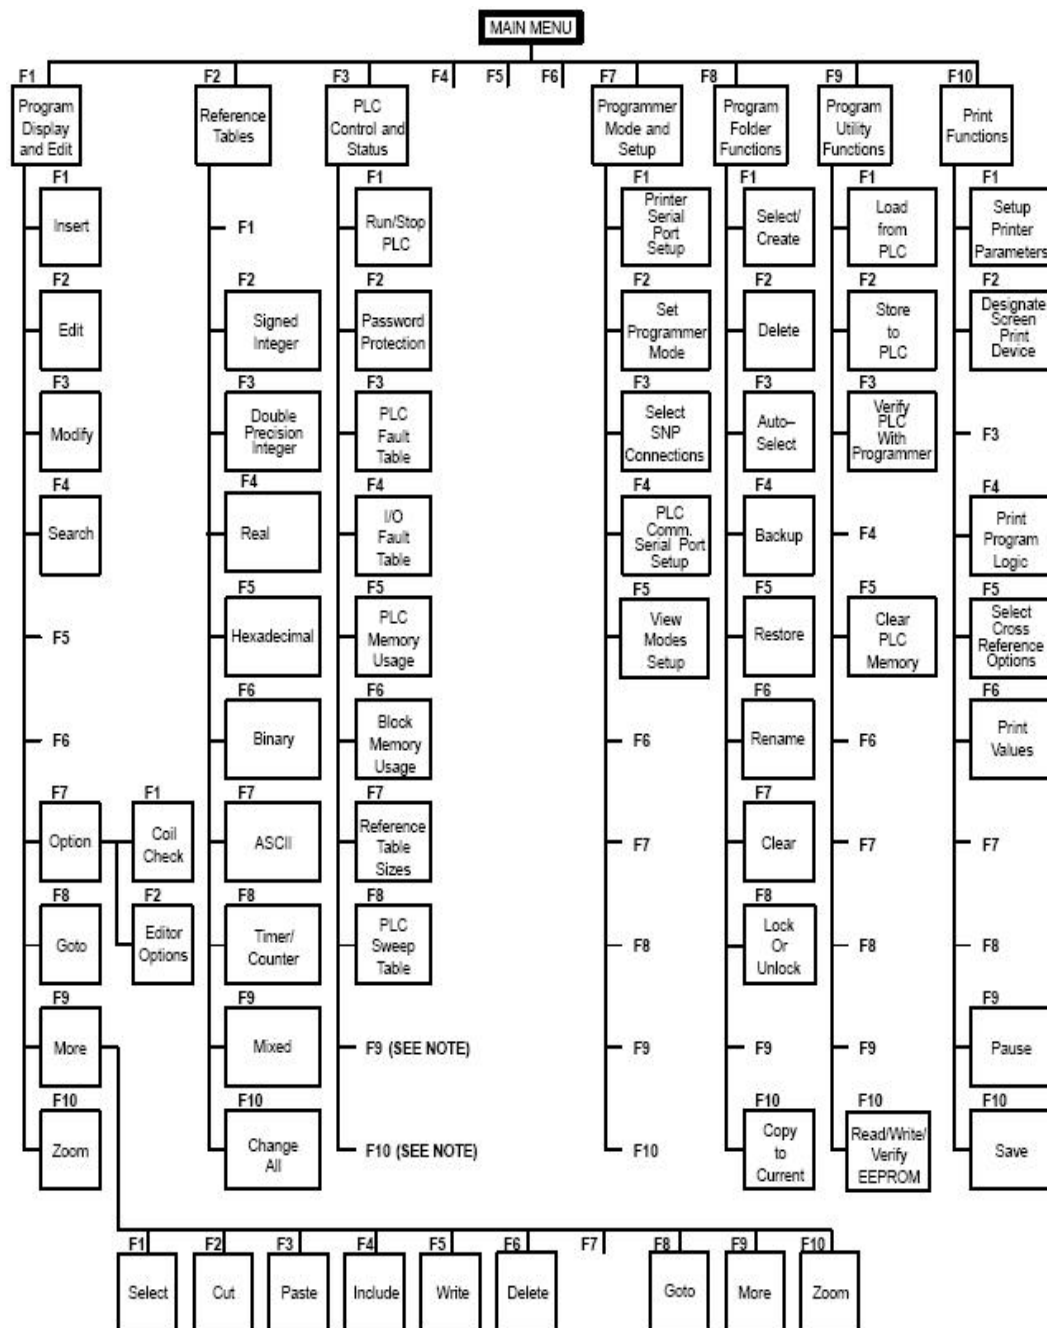 MAIN MENU
F1
Program
Display
and Edit
F1
Insert
F2
Edit
F3
Modify
F4
Search
F5
F6
F7
Option
F1
Coil
Check
F2
Editor
Options
F8
Goto
F9
More
F10
Zoom
F2
Reference
Tables
F1
F2
Signed
Integer
F3
Double
Precision
Integer
F4
Real
F5
Hexadecimal
F6
Binary
F7
ASCII
F8
Timer/
Counter
F9
Mixed
F10
Change
All
F3
PLC
Control and
Status
F1
Run/Stop
PLC
F2
Password
Protection
F3
PLC
Fault
Table
F4
I/O
Fault
Table
F5
PLC
Memory
Usage
F6
Block
Memory
Usage
F7
Reference
Table
Sizes
F8
PLC
Sweep
Table
F9 (SEE NOTE)
F10 (SEE NOTE)
F4
F5
F6
F7
Programmer
Mode and
Setup
F1
Printer
Serial
Port
Setup
F2
Set
Programmer
Mode
F3
Select
SNP
Connections
F4
PLC
Comm.
Serial Port
Setup
F5
View
Modes
Setup
F6
F7
F8
F9
F10
F8
Program
Folder
Functions
F1
Select/
Create
F2
Delete
F3
Auto–
Select
F4
Backup
F5
Restore
F6
Rename
F7
Clear
F8
Lock
Or
Unlock
F9
F10
Copy
to
Current
F9
Program
Utility
Functions
F1
Load
from
PLC
F2
Store
to
PLC
F3
Verify
PLC
With
Programmer
F4
F5
Clear
PLC
Memory
F6
F7
F8
F9
F10
Read/Write/
Verify
EEPROM
F10
Print
Functions
F1
Setup
Printer
Parameters
F2
Designate
Screen
Print
Device
F3
F4
Print
Program
Logic
F5
Select
Cross
Reference
Options
F6
Print
Values
F7
F8
F9
Pause
F10
Save
F1
Select
F2
Cut
F3
Paste
F4
Include
F5
Write
F6
Delete
F7
F8
Goto
F9
More
F10
Zoom